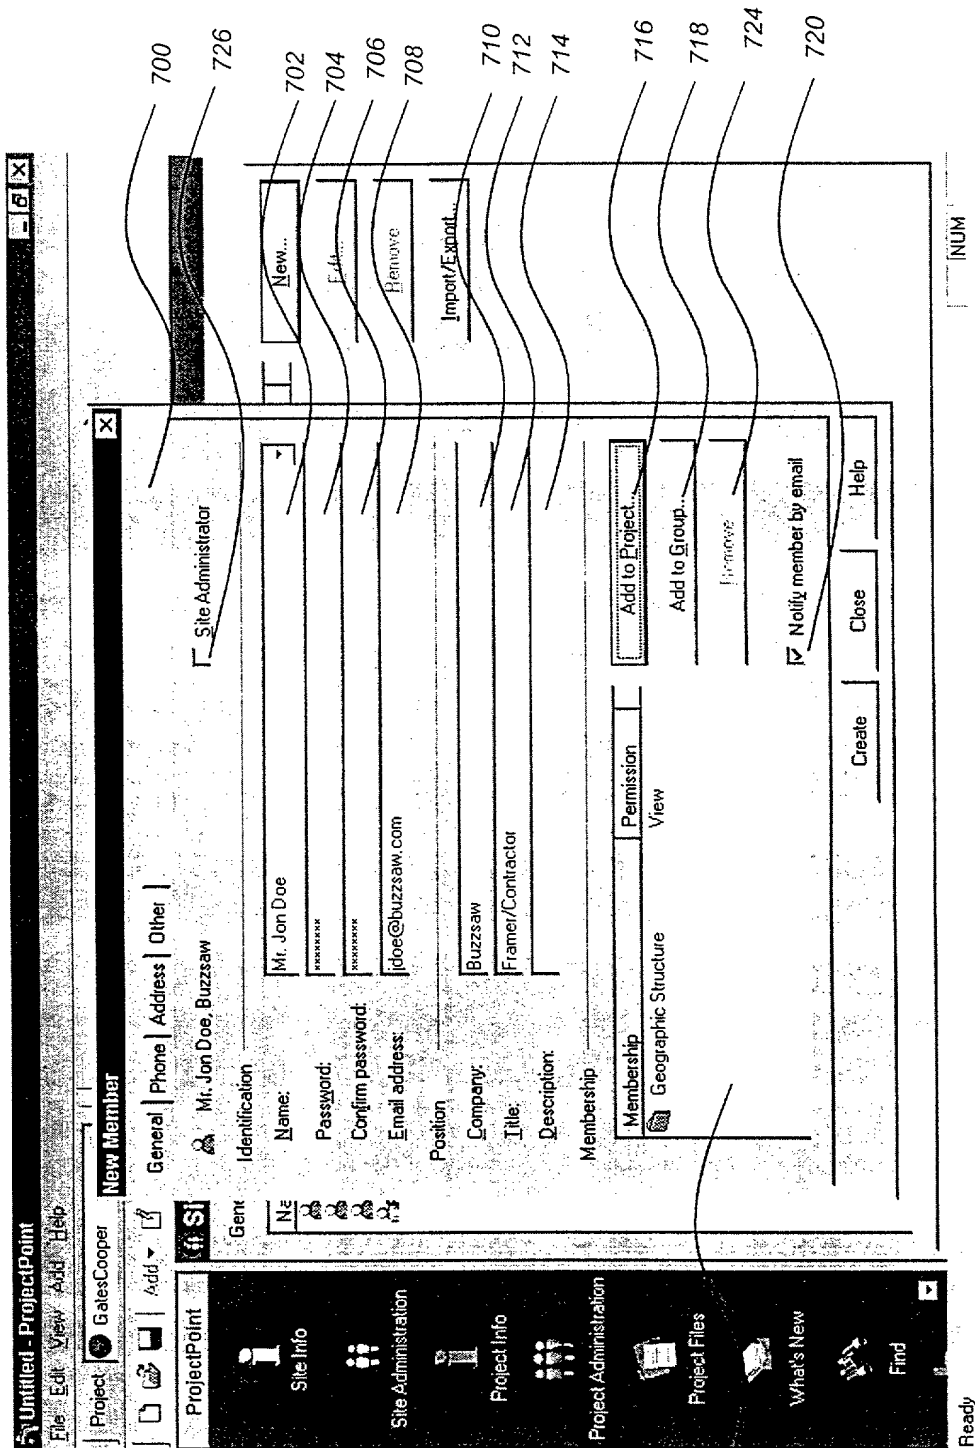 Untitled - ProjectPoint
File Edit View Add Help
Project GatesCooper
Add
ProjectPoint
Site Info
Site Administration
Project Info
Project Administration
Project Files
What's New
Find
Ready
NUM
Si
Gene
Na
New...
Edit...
Remove
Import/Export...
New Member
General Phone Address Other
Mr. Jon Doe, Buzzsaw
Site Administrator
Identification
Name: Mr. Jon Doe
Password: ********
Confirm password: ********
Email address: jdoe@buzzsaw.com
Position
Company: Buzzsaw
Title: Framer/Contractor
Description:
Membership
Membership Permission
Geographic Structure View
Add to Project...
Add to Group...
Remove
Notify member by email
Create Close Help
700
726
702
704
706
708
710
712
714
716
718
724
720